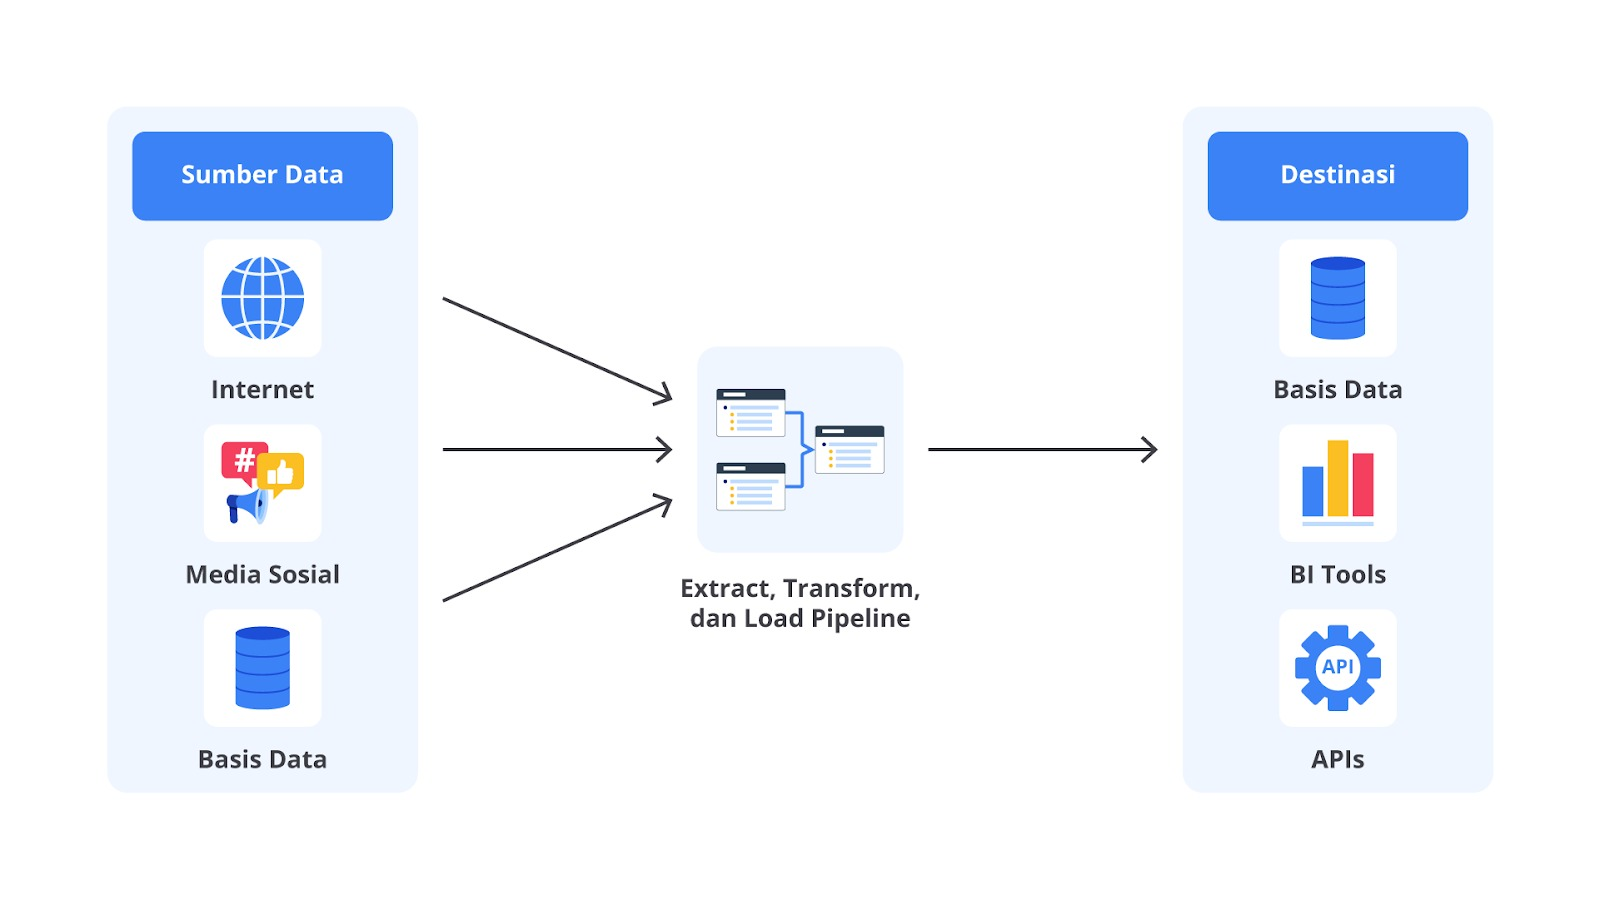 Sumber Data
Internet
#
Media Sosial
Basis Data
Extract, Transform,
dan Load Pipeline
Destinasi
Basis Data
BI Tools
API
APIs